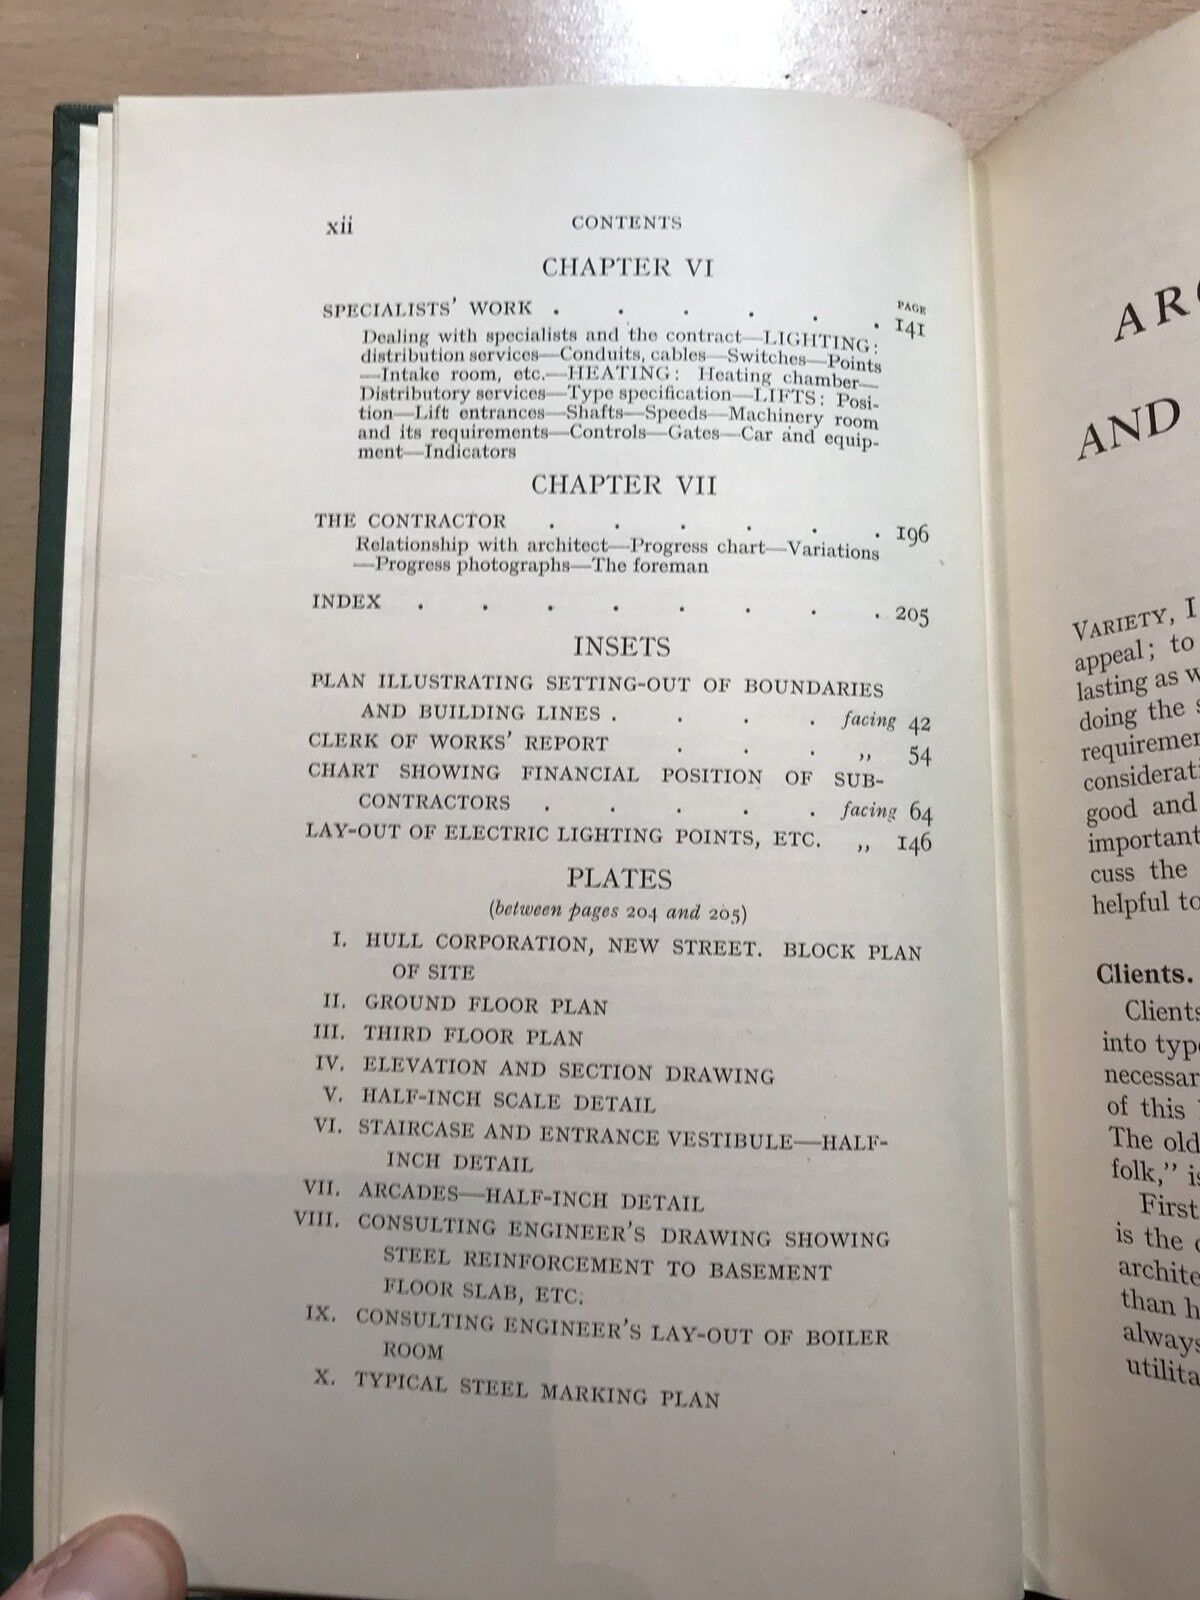 xii CONTENTS
CHAPTER VI
PAGE
SPECIALISTS' WORK . . . . . . 141
Dealing with specialists and the contract—LIGHTING:
distribution services—Conduits, cables—Switches—Points
—Intake room, etc.—HEATING: Heating chamber—
Distributory services—Type specification—LIFTS: Posi-
tion—Lift entrances—Shafts—Speeds—Machinery room
and its requirements—Controls—Gates—Car and equip-
ment—Indicators
CHAPTER VII
THE CONTRACTOR . . . . . . 196
Relationship with architect—Progress chart—Variations
—Progress photographs—The foreman
INDEX . . . . . . . . 205
INSETS
PLAN ILLUSTRATING SETTING-OUT OF BOUNDARIES
AND BUILDING LINES . . . . facing 42
CLERK OF WORKS' REPORT . . . ,, 54
CHART SHOWING FINANCIAL POSITION OF SUB-
CONTRACTORS . . . . . facing 64
LAY-OUT OF ELECTRIC LIGHTING POINTS, ETC. ,, 146
PLATES
(between pages 204 and 205)
I. HULL CORPORATION, NEW STREET. BLOCK PLAN
OF SITE
II. GROUND FLOOR PLAN
III. THIRD FLOOR PLAN
IV. ELEVATION AND SECTION DRAWING
V. HALF-INCH SCALE DETAIL
VI. STAIRCASE AND ENTRANCE VESTIBULE—HALF-
INCH DETAIL
VII. ARCADES—HALF-INCH DETAIL
VIII. CONSULTING ENGINEER'S DRAWING SHOWING
STEEL REINFORCEMENT TO BASEMENT
FLOOR SLAB, ETC.
IX. CONSULTING ENGINEER'S LAY-OUT OF BOILER
ROOM
X. TYPICAL STEEL MARKING PLAN
AND
VARIETY, I
appeal; to
lasting as
doing the
good and
important
cuss the
helpful to
Clients.
Clients
into
of this
The old
folk,"
First
is the
than
always